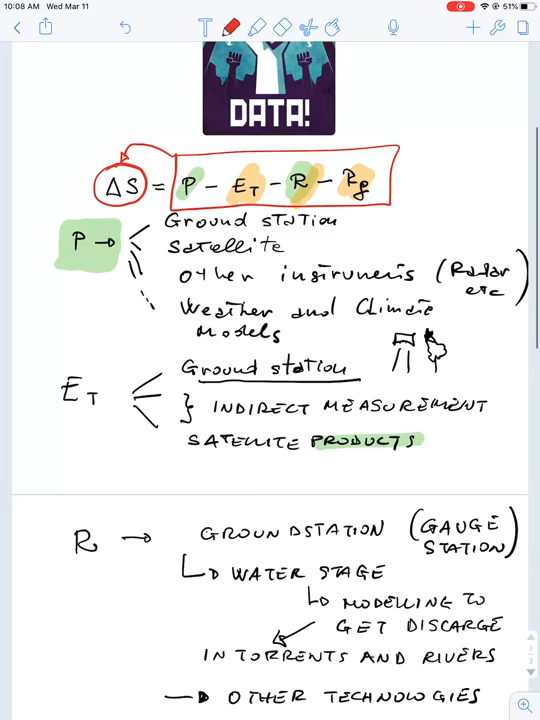 10:08 AM Wed Mar 11
51%
DATA!
ΔS = P - ET - R - Rg
P → Ground station
Satellite
other instruments (Radar etc)
Weather and Climate
models
ET Ground station
} INDIRECT MEASUREMENT
SATELLITE PRODUCTS
R → GROUNDSTATION (GAUGE STATION)
WATER STAGE
MODELLING TO
GET DISCARGE
IN TORRENTS AND RIVERS
→ OTHER TECHNOLOGIES